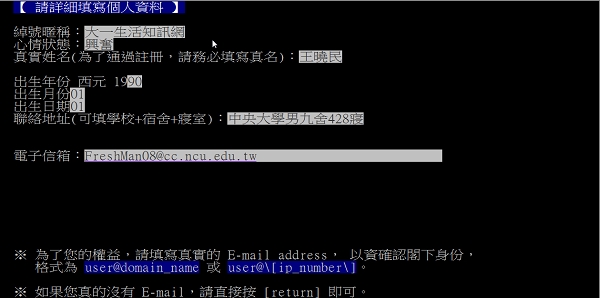 【 請詳細填寫個人資料 】
綽號暱稱：大一生活知訊網
心情狀態：興奮
真實姓名(為了通過註冊，請務必填寫真名)：王曉民
出生年份 西元 1990
出生月份01
出生日期01
聯絡地址(可填學校+宿舍+寢室)：中央大學男九舍428寢
電子信箱：FreshMan08@cc.ncu.edu.tw
※ 為了您的權益，請填寫真實的 E-mail address， 以資確認閣下身份，
格式為 user@domain_name 或 user@\[ip_number\]。
※ 如果您真的沒有 E-mail，請直接按 [return] 即可。